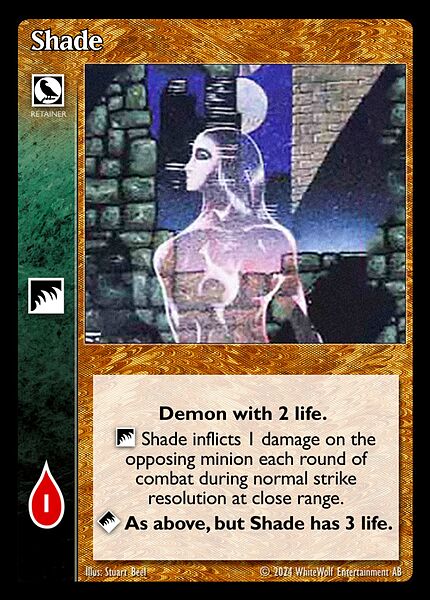 Shade
RETAINER
Demon with 2 life.
Shade inflicts 1 damage on the
opposing minion each round of
combat during normal strike
resolution at close range.
As above, but Shade has 3 life.
1
Illus: Stuart Beel
© 2024 WhiteWolf Entertainment AB